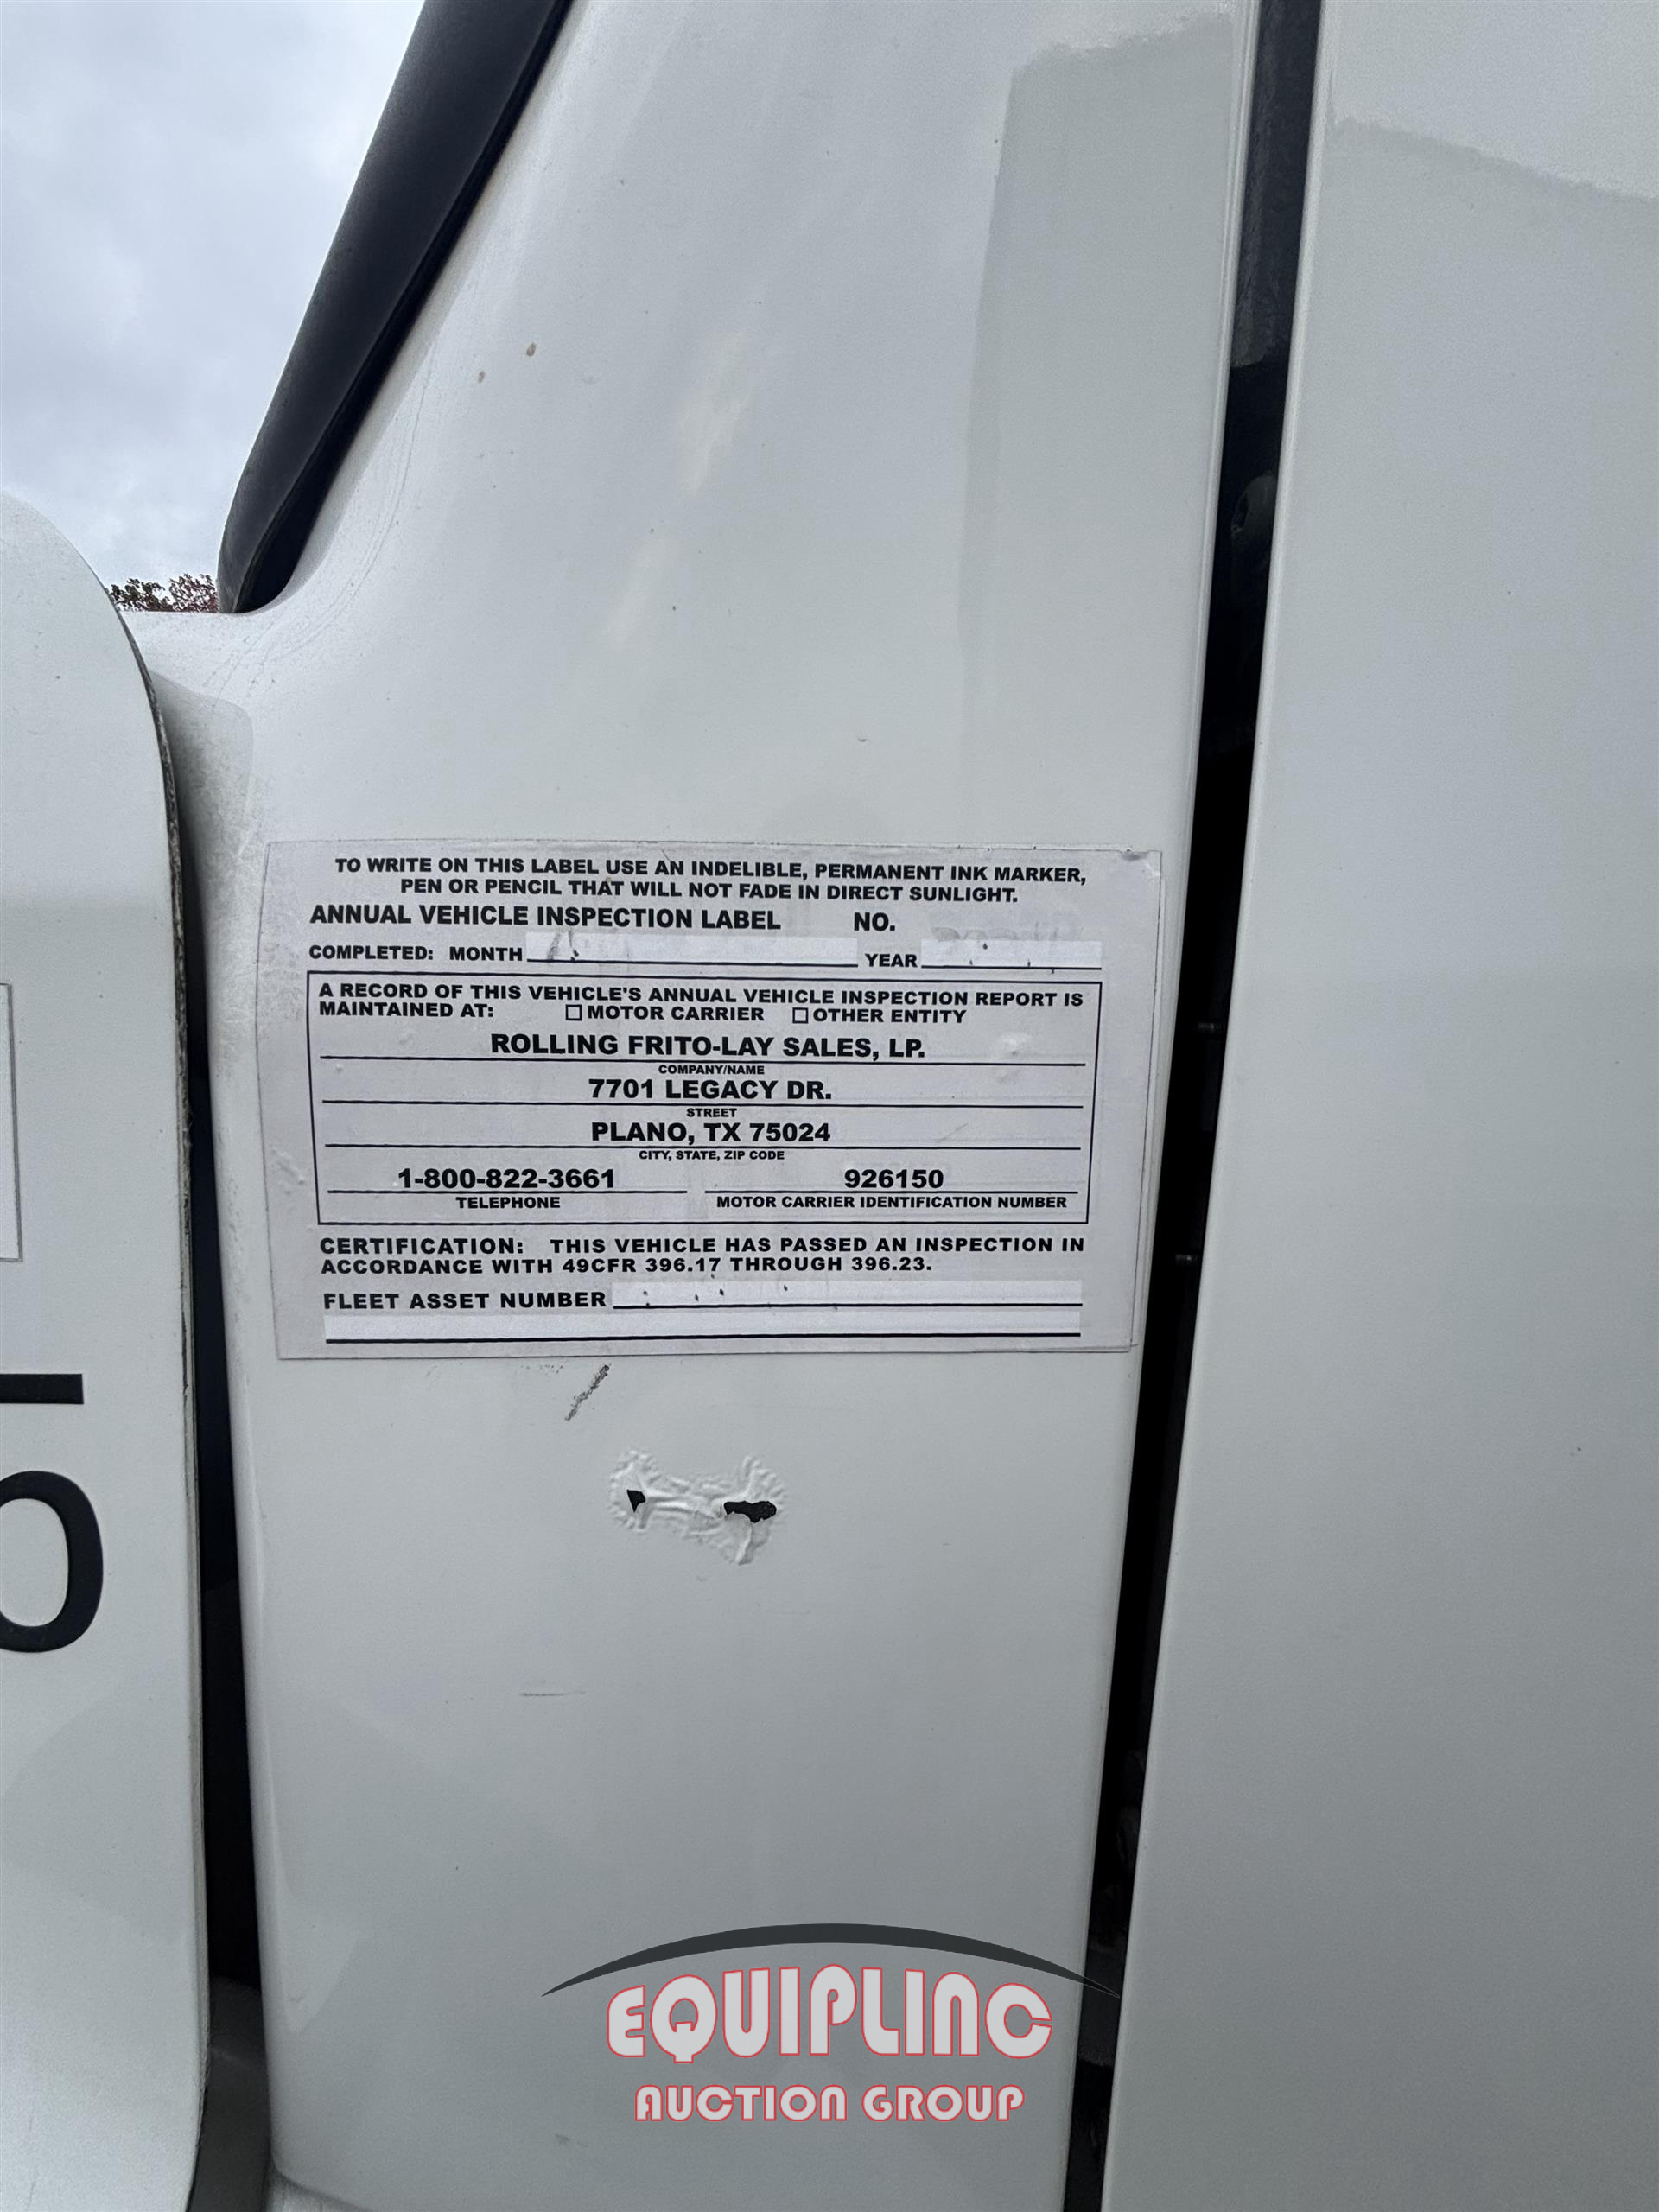 TO WRITE ON THIS LABEL USE AN INDELIBLE, PERMANENT INK MARKER,
PEN OR PENCIL THAT WILL NOT FADE IN DIRECT SUNLIGHT.
ANNUAL VEHICLE INSPECTION LABEL NO.
COMPLETED: MONTH YEAR
A RECORD OF THIS VEHICLE'S ANNUAL VEHICLE INSPECTION REPORT IS
MAINTAINED AT: MOTOR CARRIER OTHER ENTITY
ROLLING FRITO-LAY SALES, LP.
COMPANY/NAME
7701 LEGACY DR.
STREET
PLANO, TX 75024
CITY, STATE, ZIP CODE
1-800-822-3661 926150
TELEPHONE MOTOR CARRIER IDENTIFICATION NUMBER
CERTIFICATION: THIS VEHICLE HAS PASSED AN INSPECTION IN
ACCORDANCE WITH 49CFR 396.17 THROUGH 396.23.
FLEET ASSET NUMBER
EQUIPLINC
AUCTION GROUP